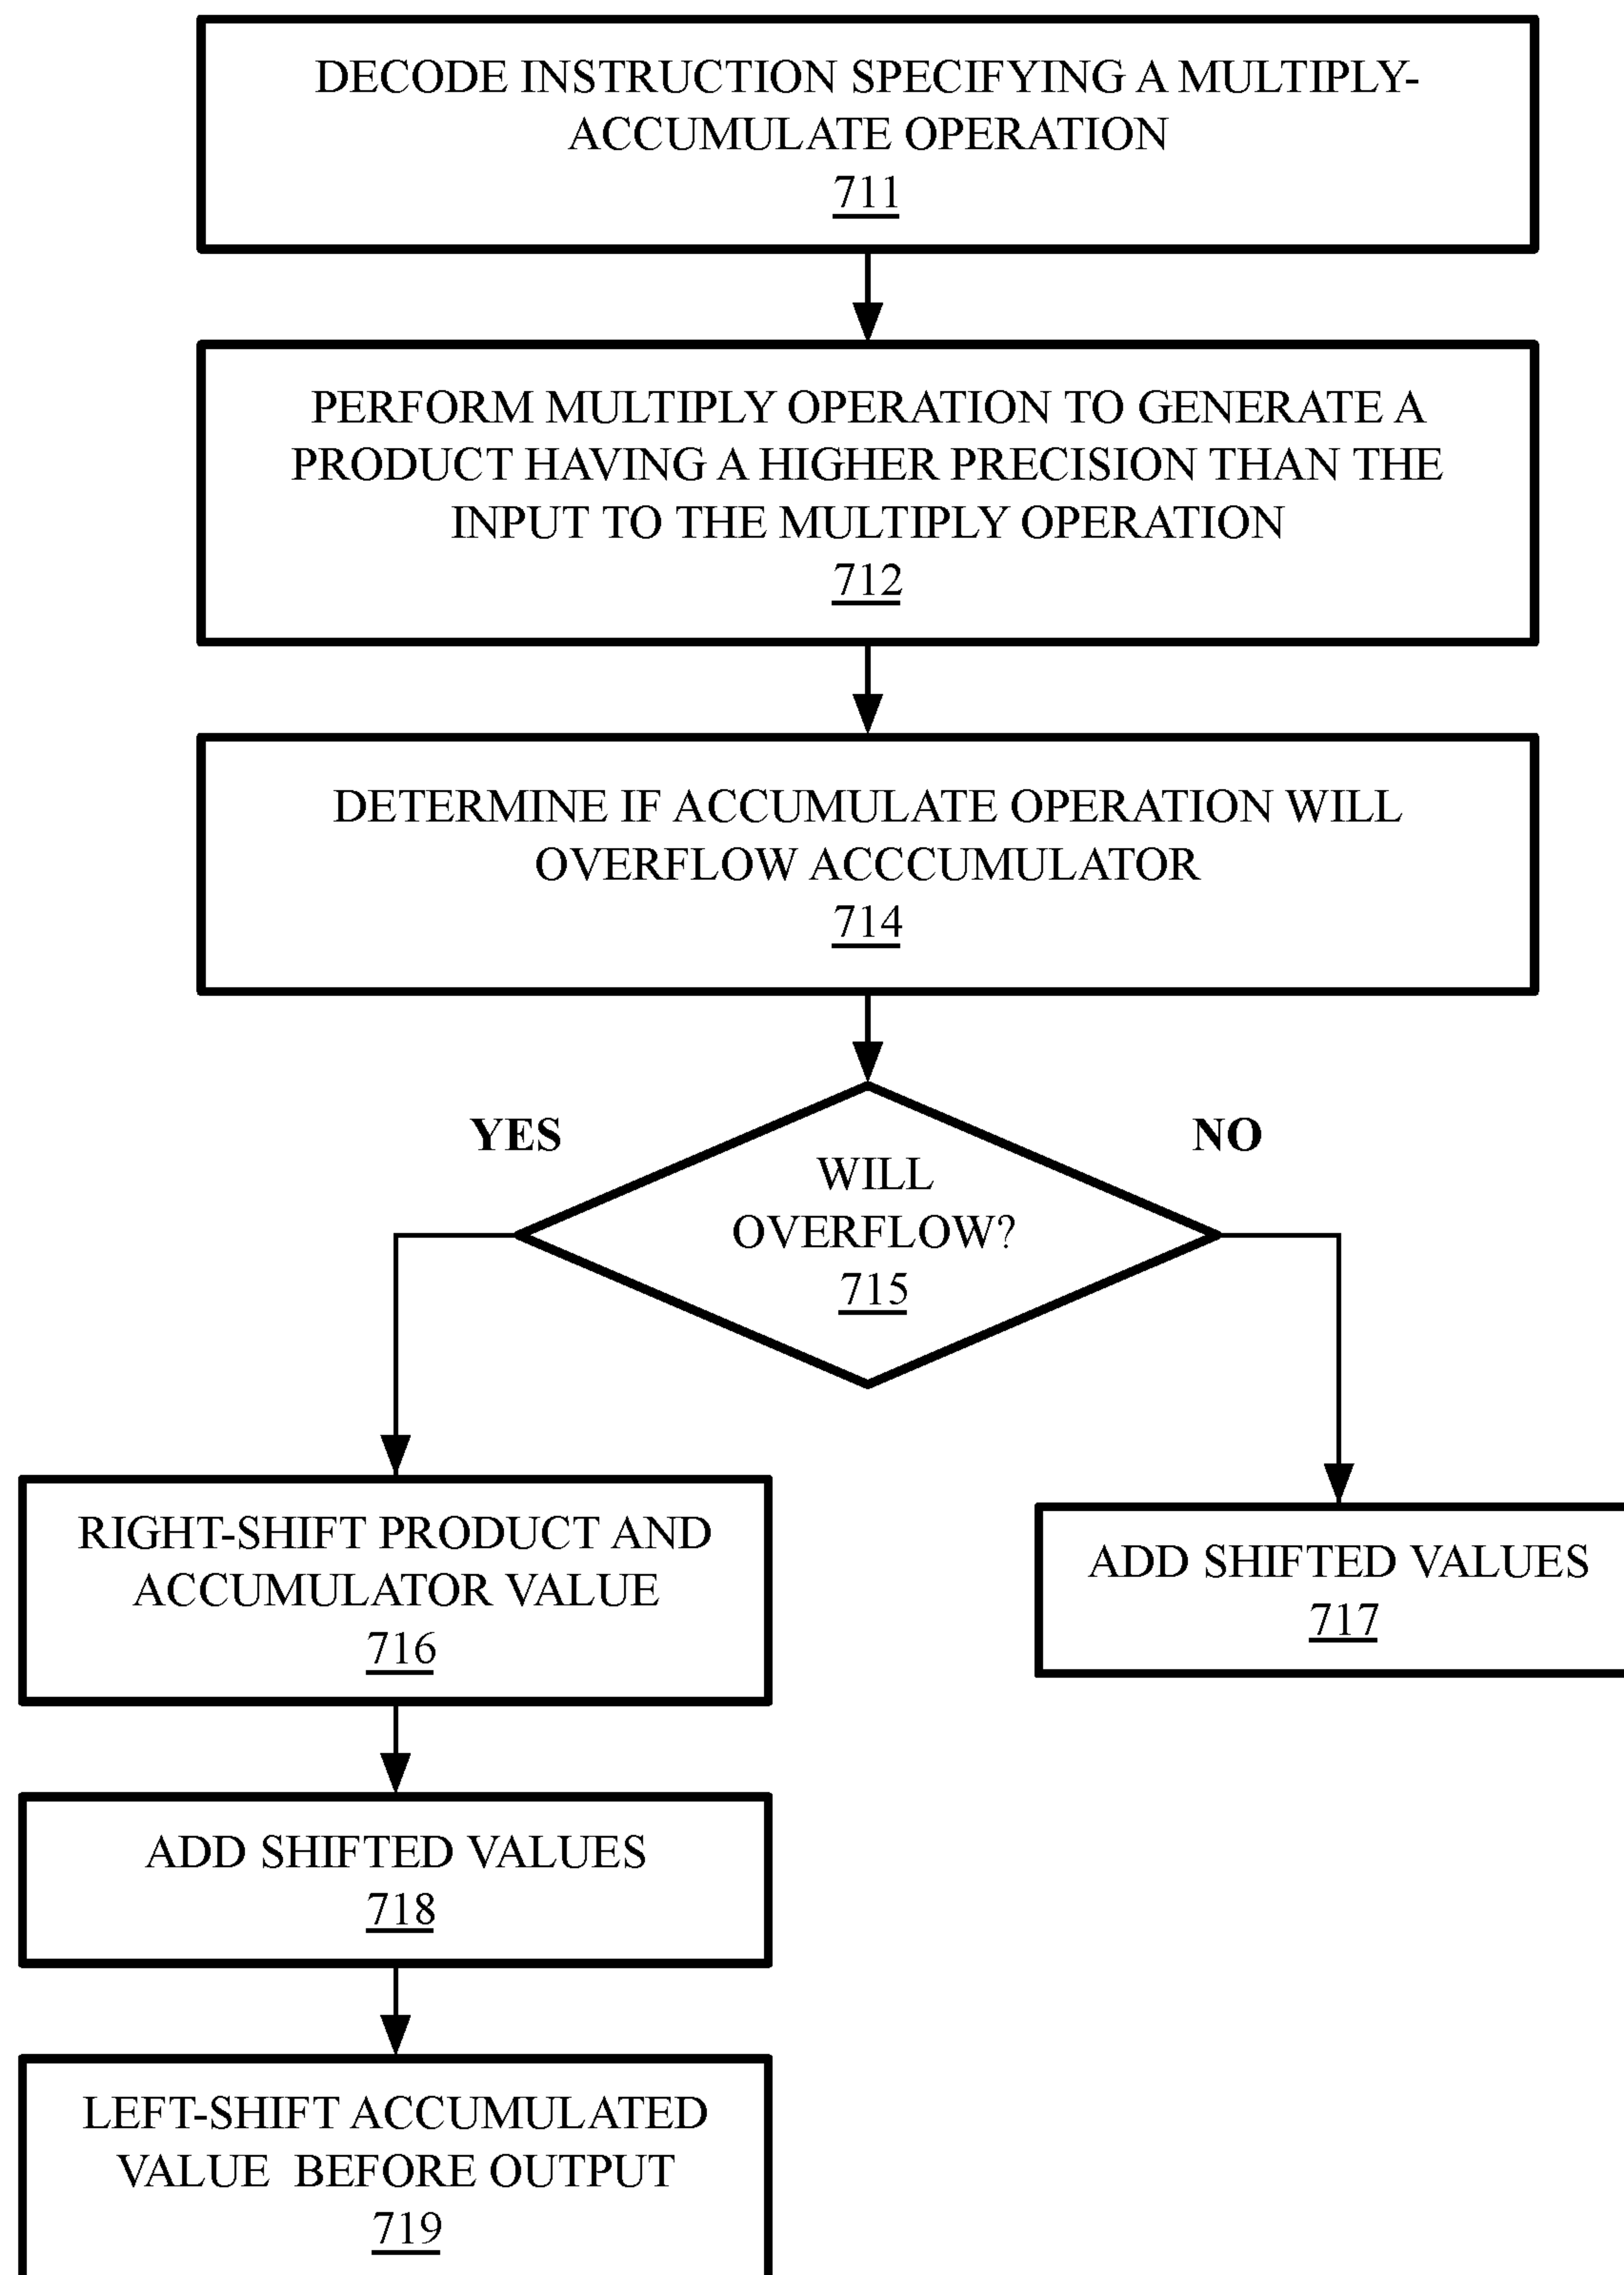 DECODE INSTRUCTION SPECIFYING A MULTIPLY-
ACCUMULATE OPERATION
711
PERFORM MULTIPLY OPERATION TO GENERATE A
PRODUCT HAVING A HIGHER PRECISION THAN THE
INPUT TO THE MULTIPLY OPERATION
712
DETERMINE IF ACCUMULATE OPERATION WILL
OVERFLOW ACCCUMULATOR
714
YES
NO
WILL
OVERFLOW?
715
RIGHT-SHIFT PRODUCT AND
ACCUMULATOR VALUE
716
ADD SHIFTED VALUES
717
ADD SHIFTED VALUES
718
LEFT-SHIFT ACCUMULATED
VALUE BEFORE OUTPUT
719